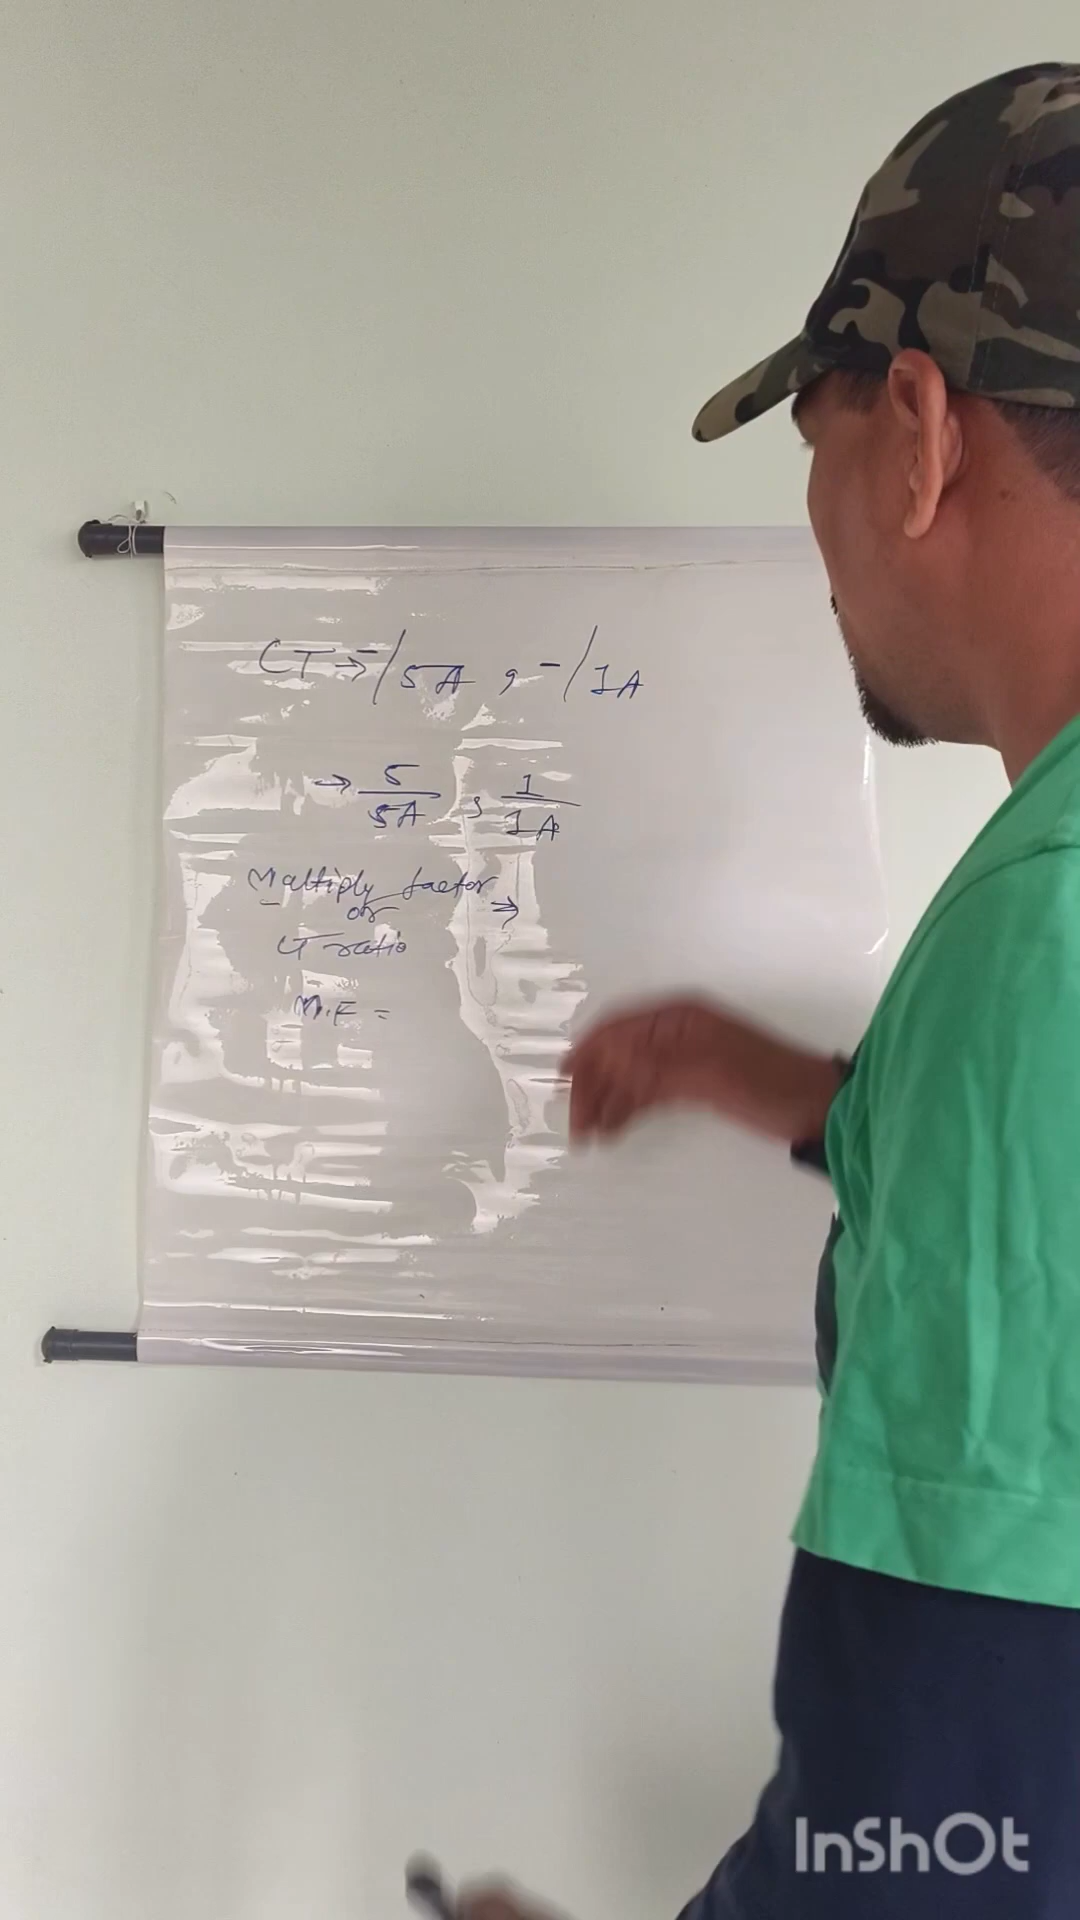 CT → -/5A , -/1A
→ 5/5A , 1/1A
Multiply factor →
or
CT ratio
M.F =
InShOt